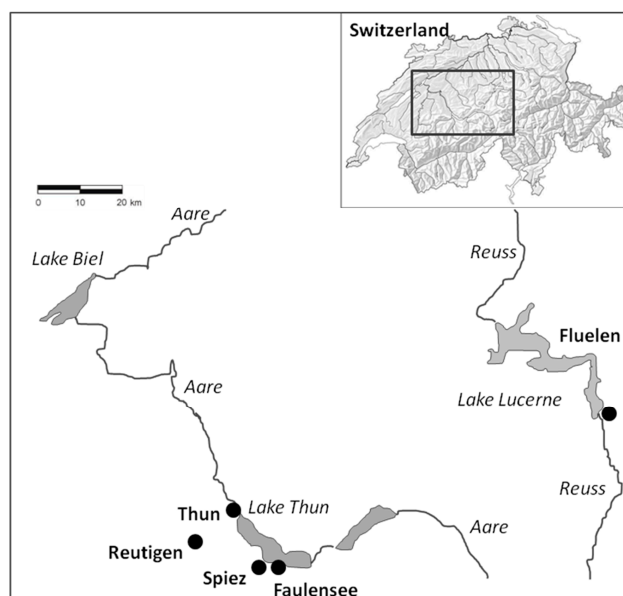 Switzerland
0 10 20 km
Aare
Lake Biel
Reuss
Fluelen
Aare
Lake Lucerne
Reuss
Thun
Lake Thun
Aare
Reutigen
Spiez
Faulensee